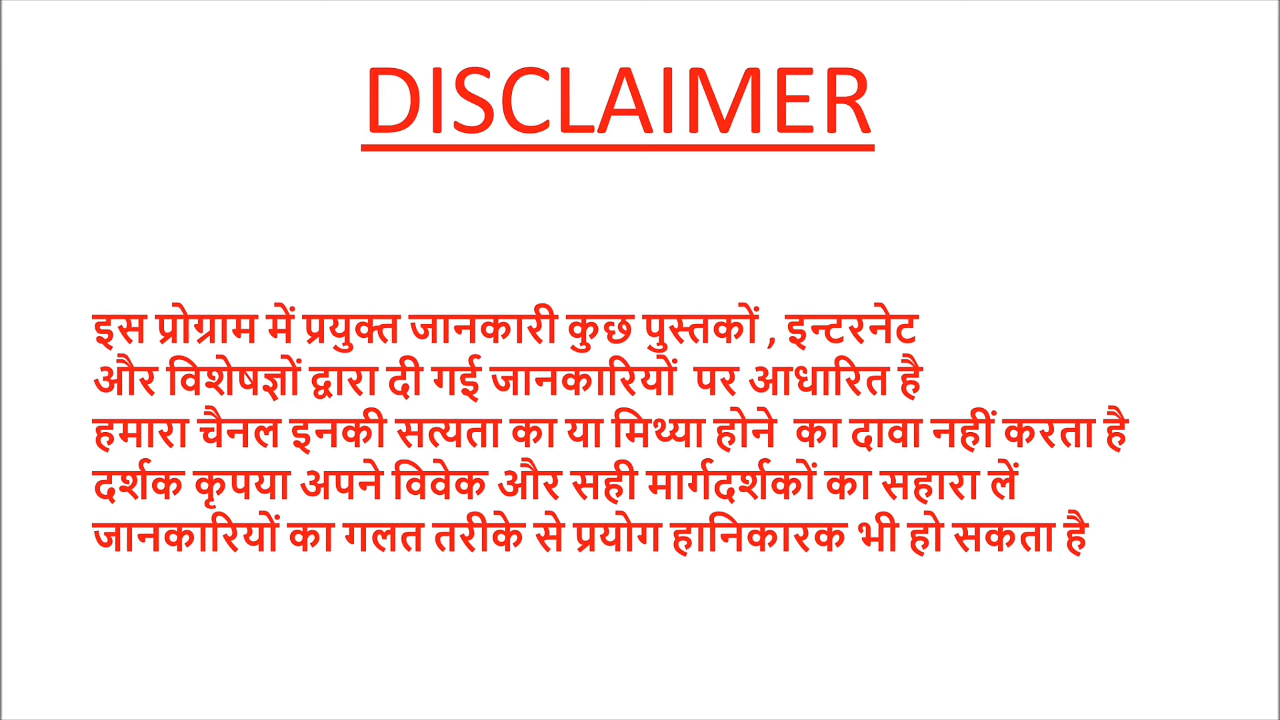 DISCLAIMER
इस प्रोग्राम में प्रयुक्त जानकारी कुछ पुस्तकों , इन्टरनेट
और विशेषज्ञों द्वारा दी गई जानकारियों पर आधारित है
हमारा चैनल इनकी सत्यता का या मिथ्या होने का दावा नहीं करता है
दर्शक कृपया अपने विवेक और सही मार्गदर्शकों का सहारा लें
जानकारियों का गलत तरीके से प्रयोग हानिकारक भी हो सकता है